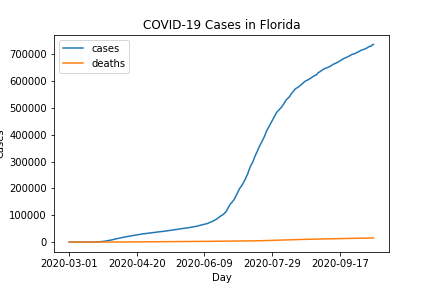 COVID-19 Cases in Florida
cases
deaths
700000
600000
500000
400000
300000
200000
100000
0
cases
2020-03-01 2020-04-20 2020-06-09 2020-07-29 2020-09-17
Day